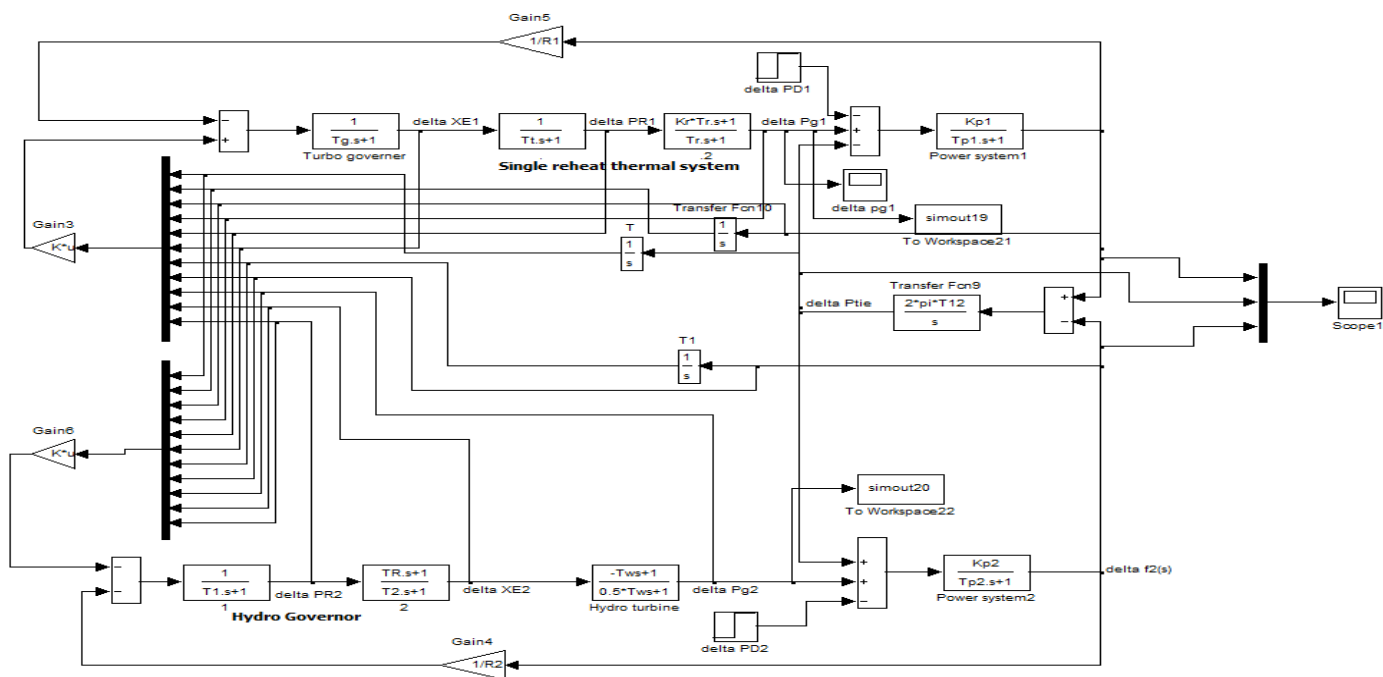 Gain5
1/R1
delta PD1
delta XE1
delta PR1
delta Pg1
1
Tg.s+1
Turbo governer
1
Tt.s+1
.
Kr*Tr.s+1
Tr.s+1
.2
Kp1
Tp1.s+1
Power system1
Single reheat thermal system
delta pg1
Transfer Fcn10
1
s
simout19
To Workspace21
Gain3
K*u
T
1
s
Transfer Fcn9
2*pi*T12
s
delta Ptie
Scope1
T1
1
s
Gain6
K*u
simout20
To Workspace22
1
T1.s+1
1
delta PR2
TR.s+1
T2.s+1
2
delta XE2
-Tws+1
0.5*Tws+1
Hydro turbine
delta Pg2
Kp2
Tp2.s+1
Power system2
delta f2(s)
Hydro Governor
delta PD2
Gain4
1/R2